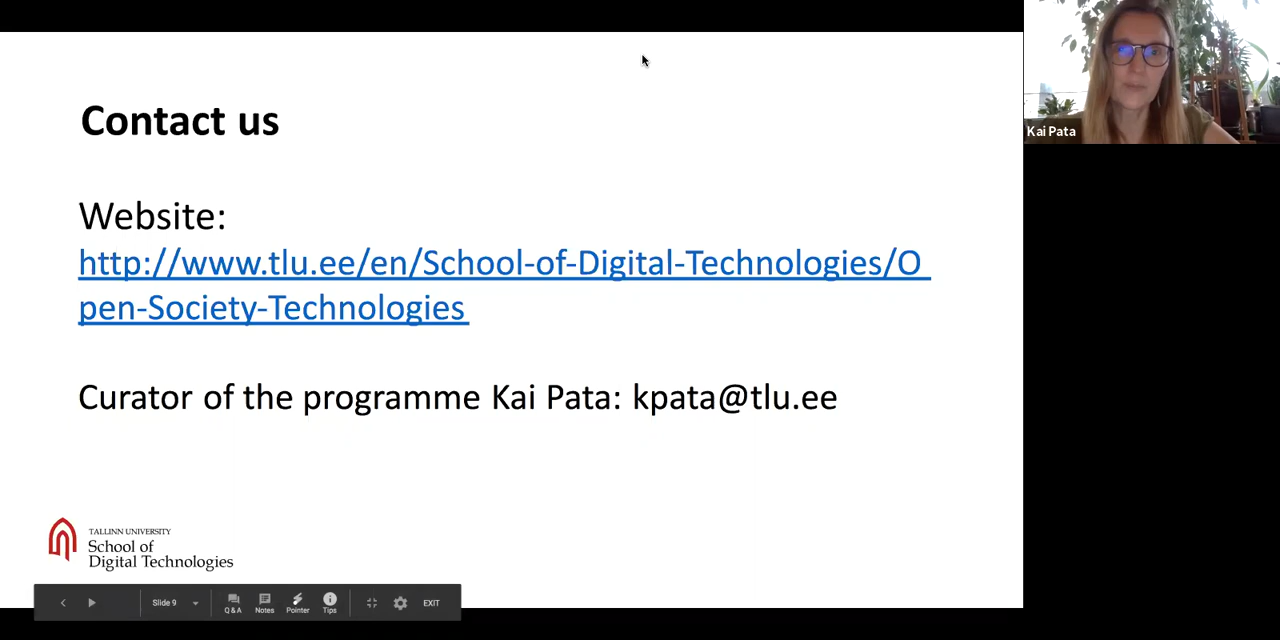 Contact us
Website:
http://www.tlu.ee/en/School-of-Digital-Technologies/O
pen-Society-Technologies
Curator of the programme Kai Pata: kpata@tlu.ee
TALLINN UNIVERSITY
School of
Digital Technologies
Slide 9
Q & A
Notes
Pointer
Tips
EXIT
Kai Pata